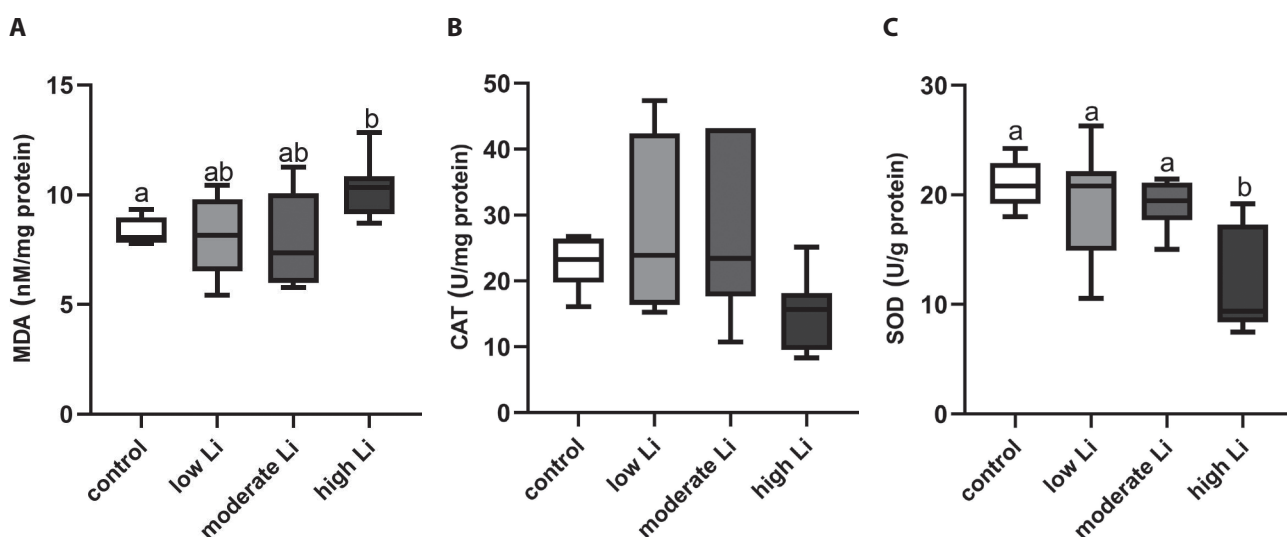 A
MDA (nM/mg protein)
15
10
5
0
a
ab
ab
b
control
low Li
moderate Li
high Li
B
CAT (U/mg protein)
50
40
30
20
10
0
control
low Li
moderate Li
high Li
C
SOD (U/g protein)
30
20
10
0
a
a
a
b
control
low Li
moderate Li
high Li